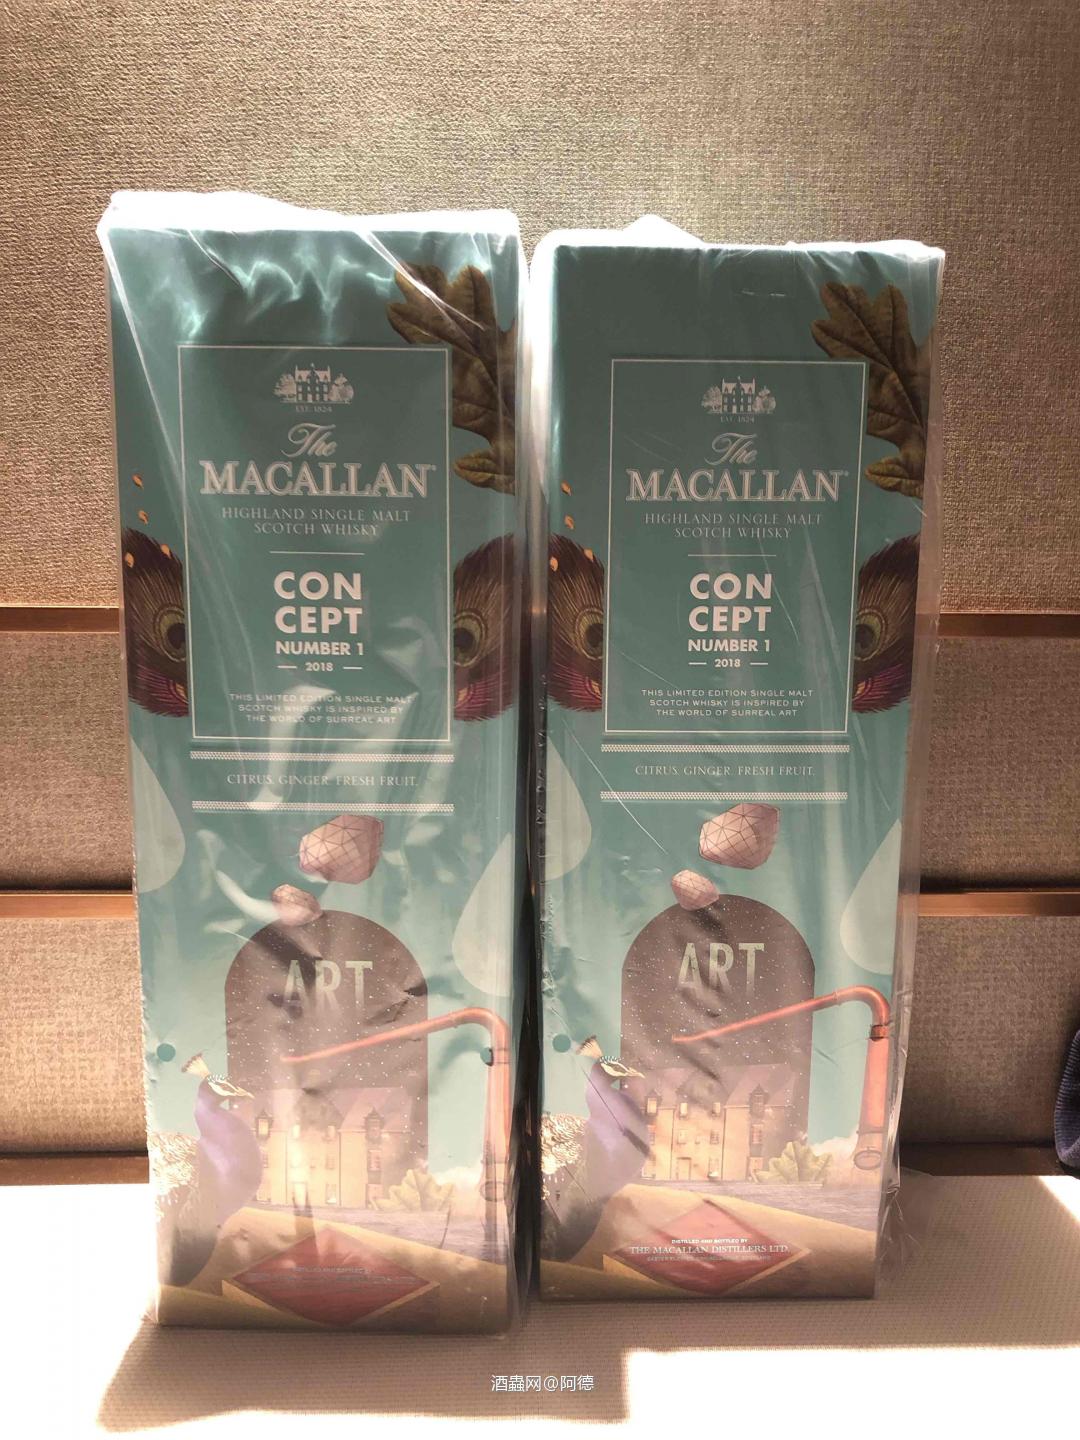 EST. 1824
The
MACALLAN
HIGHLAND SINGLE MALT
SCOTCH WHISKY
CON
CEPT
NUMBER 1
2018
THIS LIMITED EDITION SINGLE MALT
SCOTCH WHISKY IS INSPIRED BY
THE WORLD OF SURREAL ART
CITRUS. GINGER. FRESH FRUIT.
ART
DISTILLED AND BOTTLED BY
EST. 1824
The
MACALLAN
HIGHLAND SINGLE MALT
SCOTCH WHISKY
CON
CEPT
NUMBER 1
2018
THIS LIMITED EDITION SINGLE MALT
SCOTCH WHISKY IS INSPIRED BY
THE WORLD OF SURREAL ART
CITRUS. GINGER. FRESH FRUIT.
ART
DISTILLED AND BOTTLED BY
THE MACALLAN DISTILLERS LTD.
酒蟲网@阿德